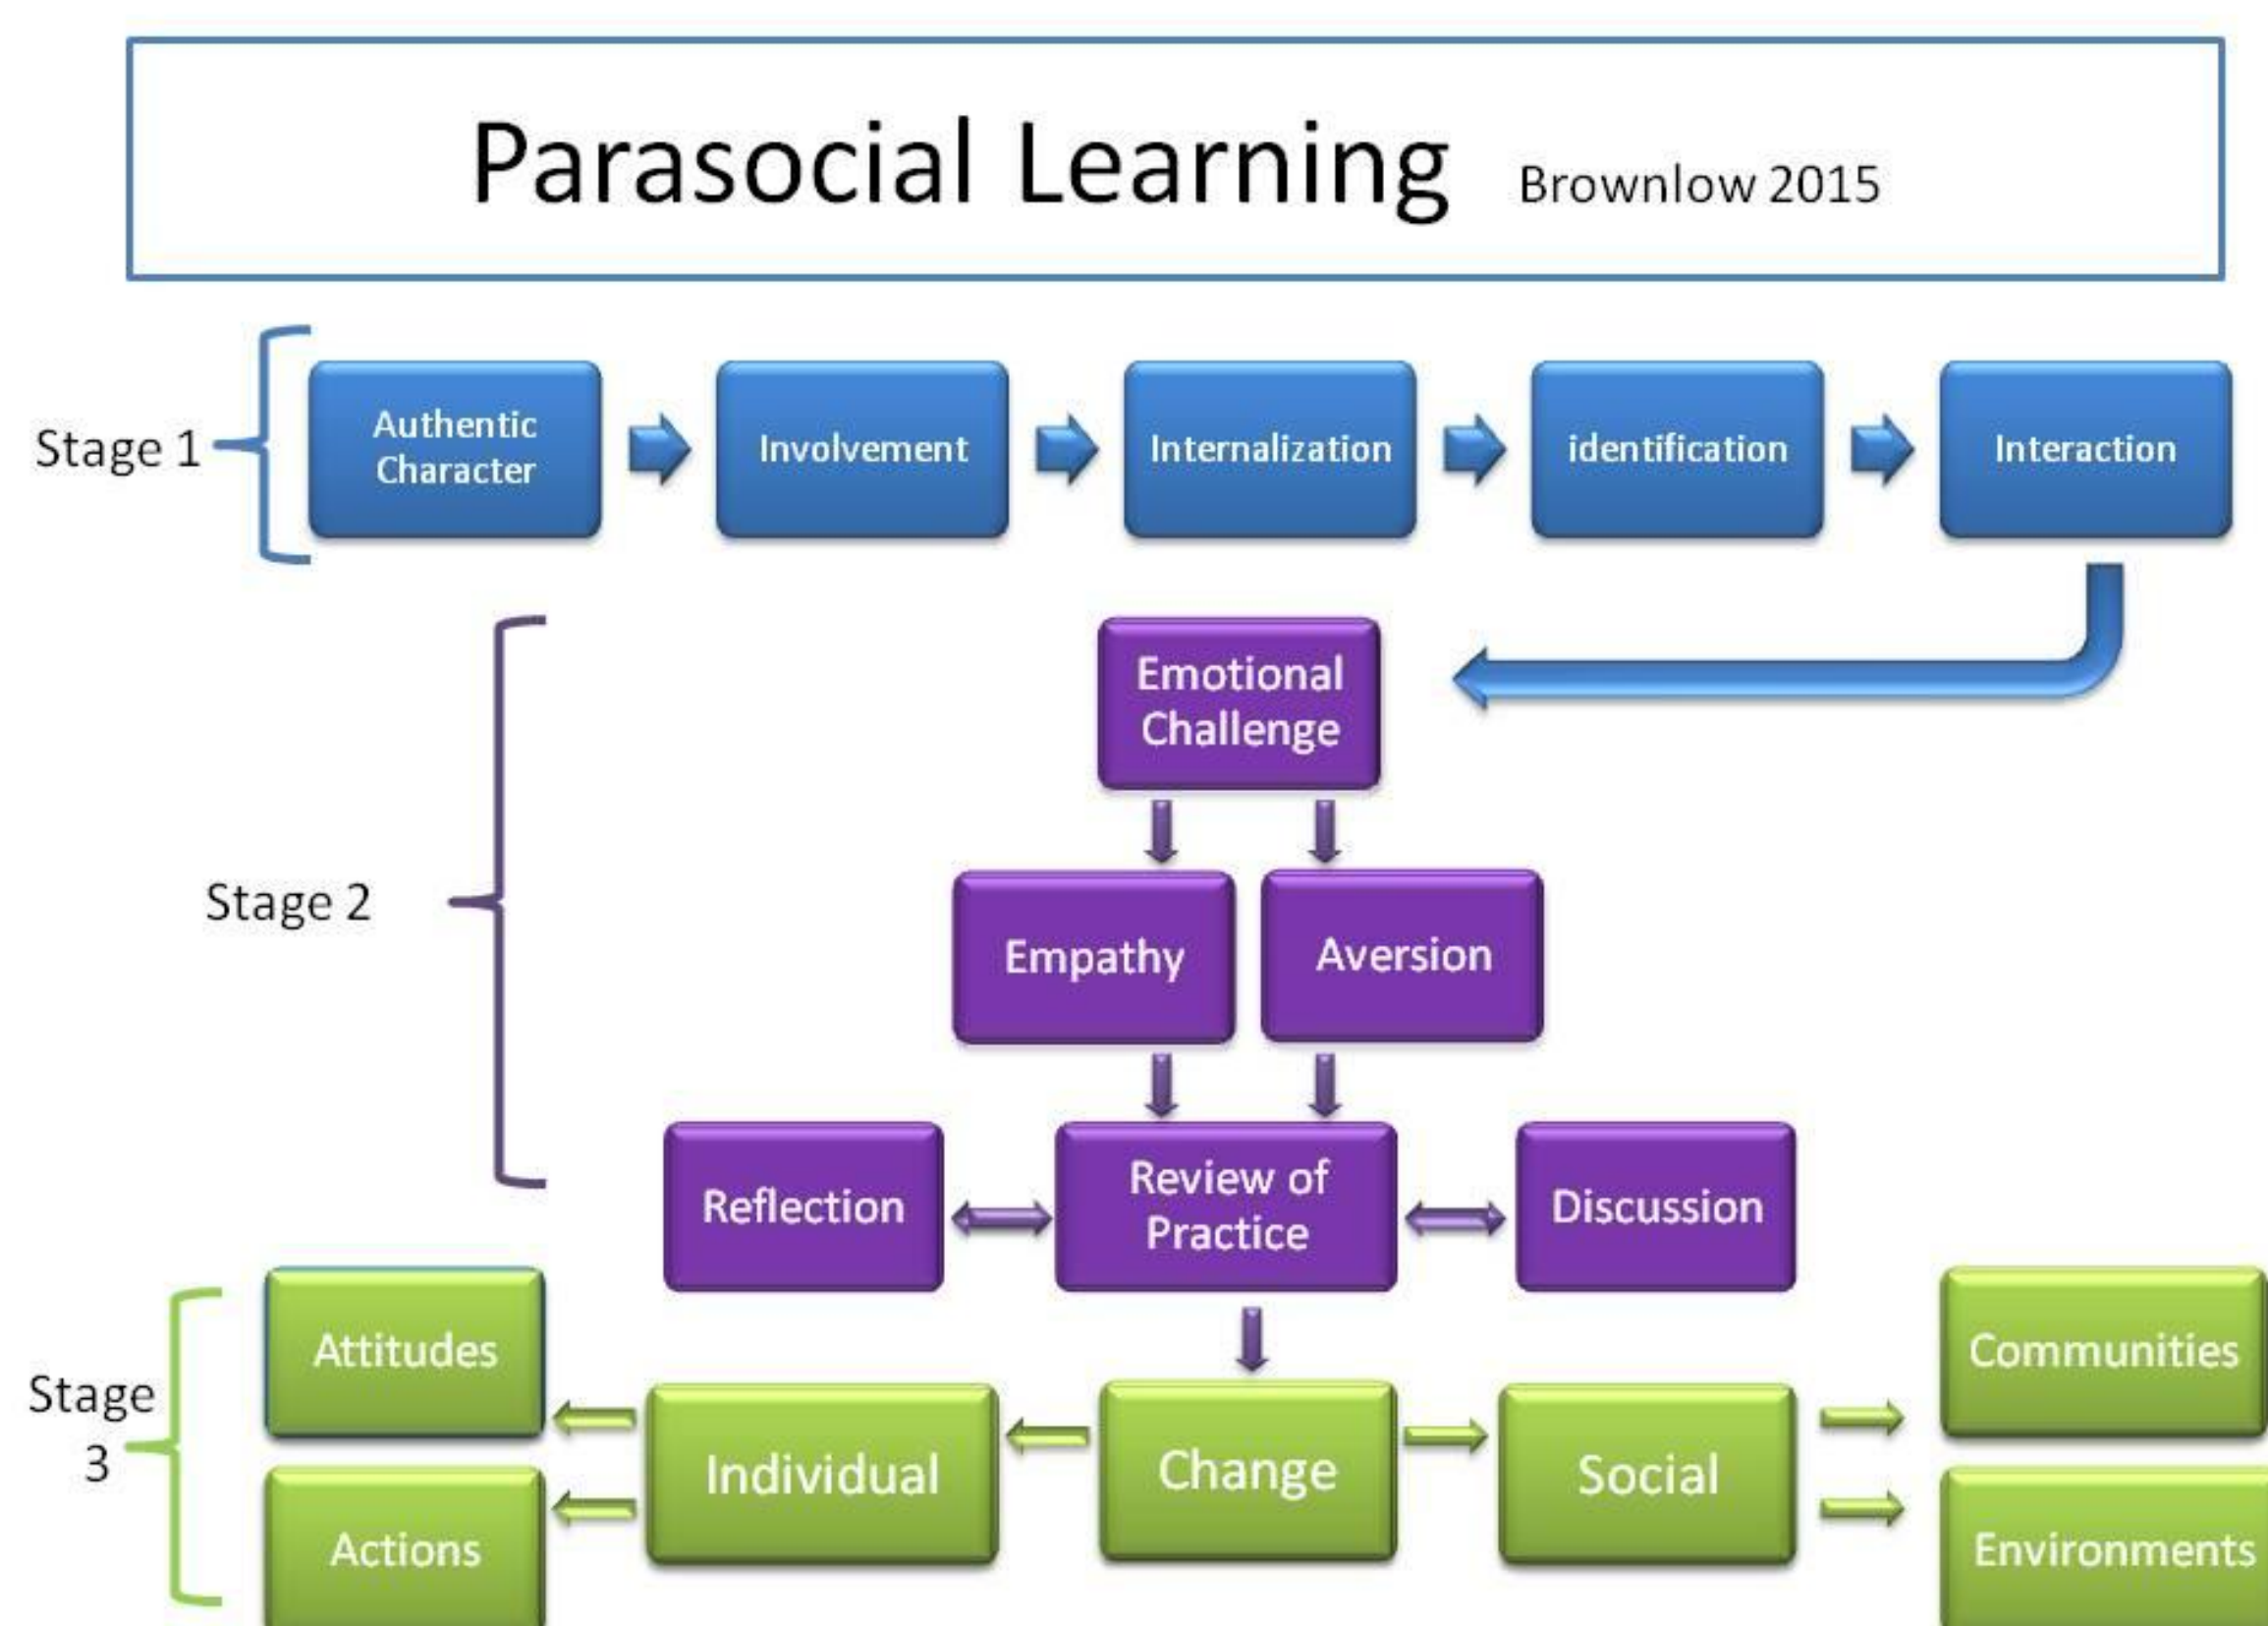 Parasocial Learning Brownlow 2015
Stage 1
Authentic
Character
Involvement
Internalization
identification
Interaction
Stage 2
Emotional
Challenge
Empathy
Aversion
Reflection
Review of
Practice
Discussion
Stage
3
Attitudes
Actions
Individual
Change
Social
Communities
Environments